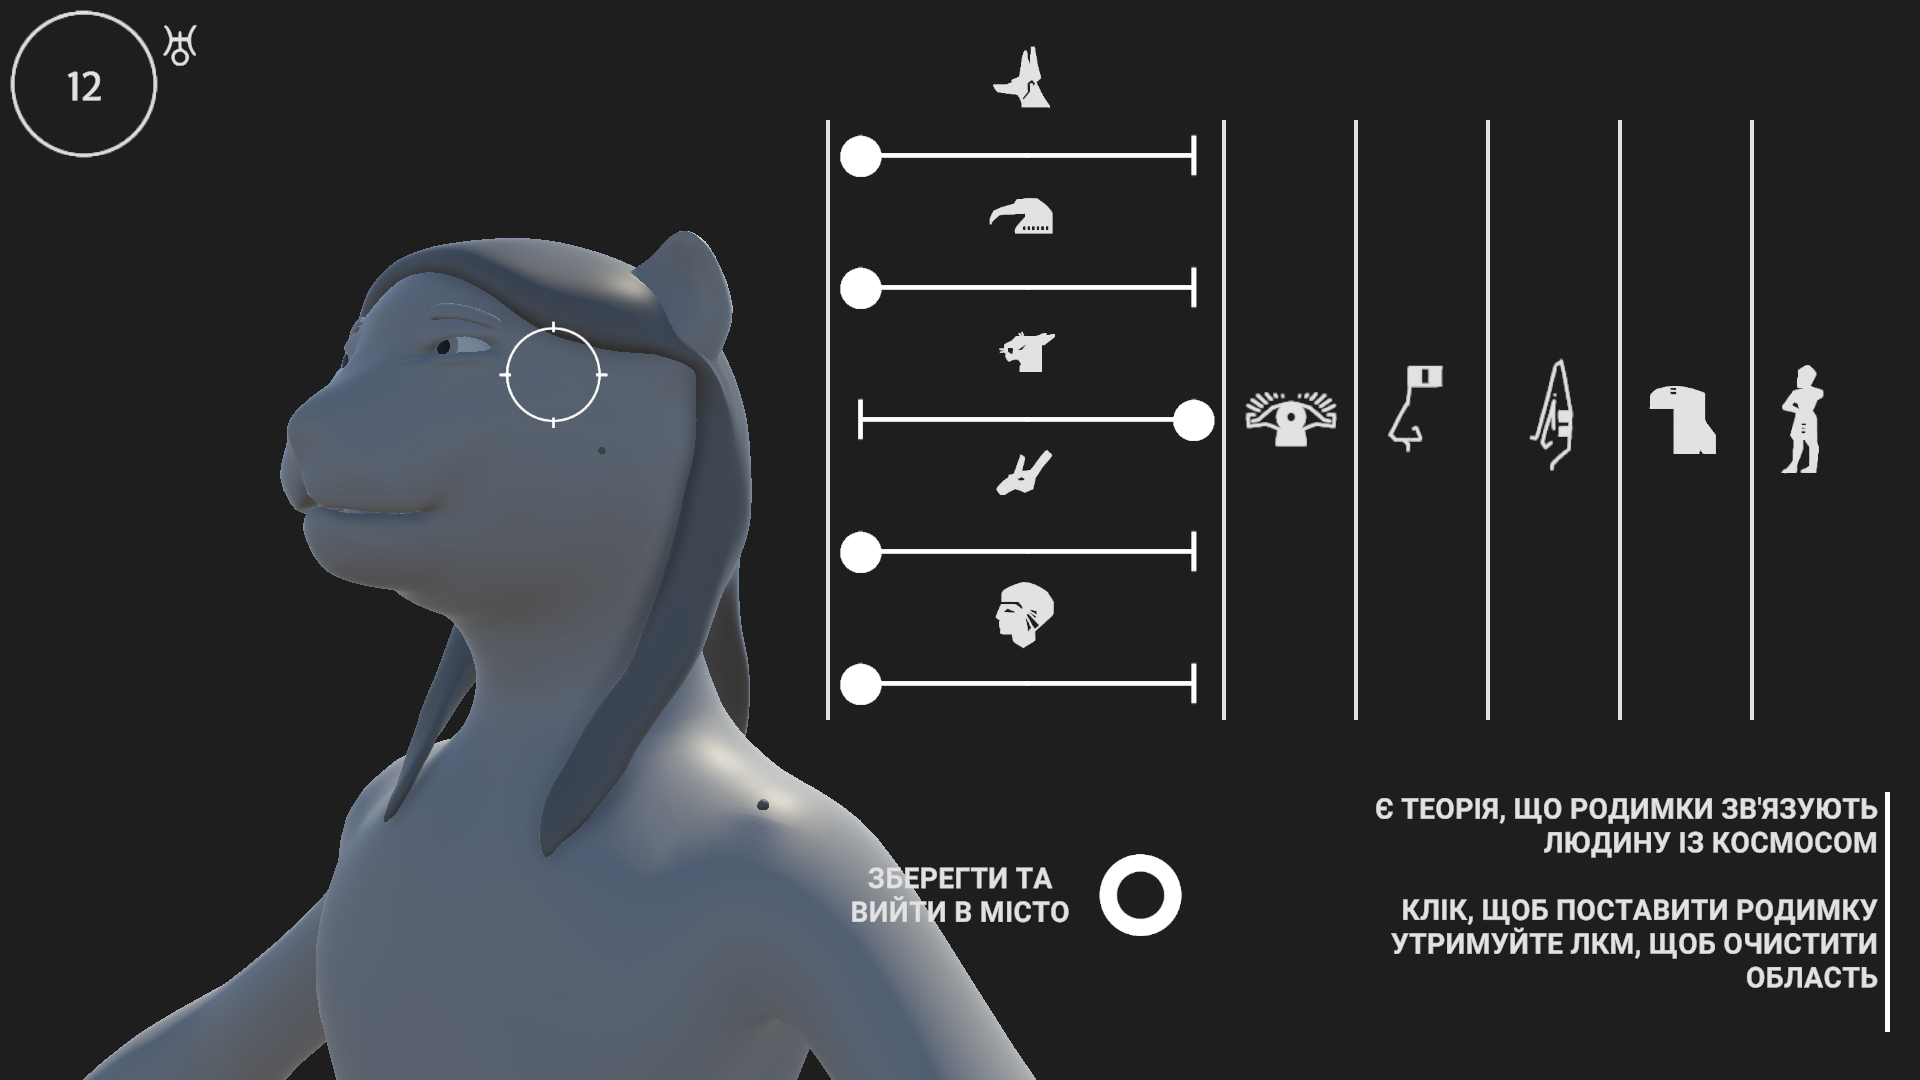 12
ЗБЕРЕГТИ ТА
ВИЙТИ В МІСТО
Є ТЕОРІЯ, ЩО РОДИМКИ ЗВ'ЯЗУЮТЬ
ЛЮДИНУ ІЗ КОСМОСОМ
КЛІК, ЩОБ ПОСТАВИТИ РОДИМКУ
УТРИМУЙТЕ ЛКМ, ЩОБ ОЧИСТИТИ
ОБЛАСТЬ